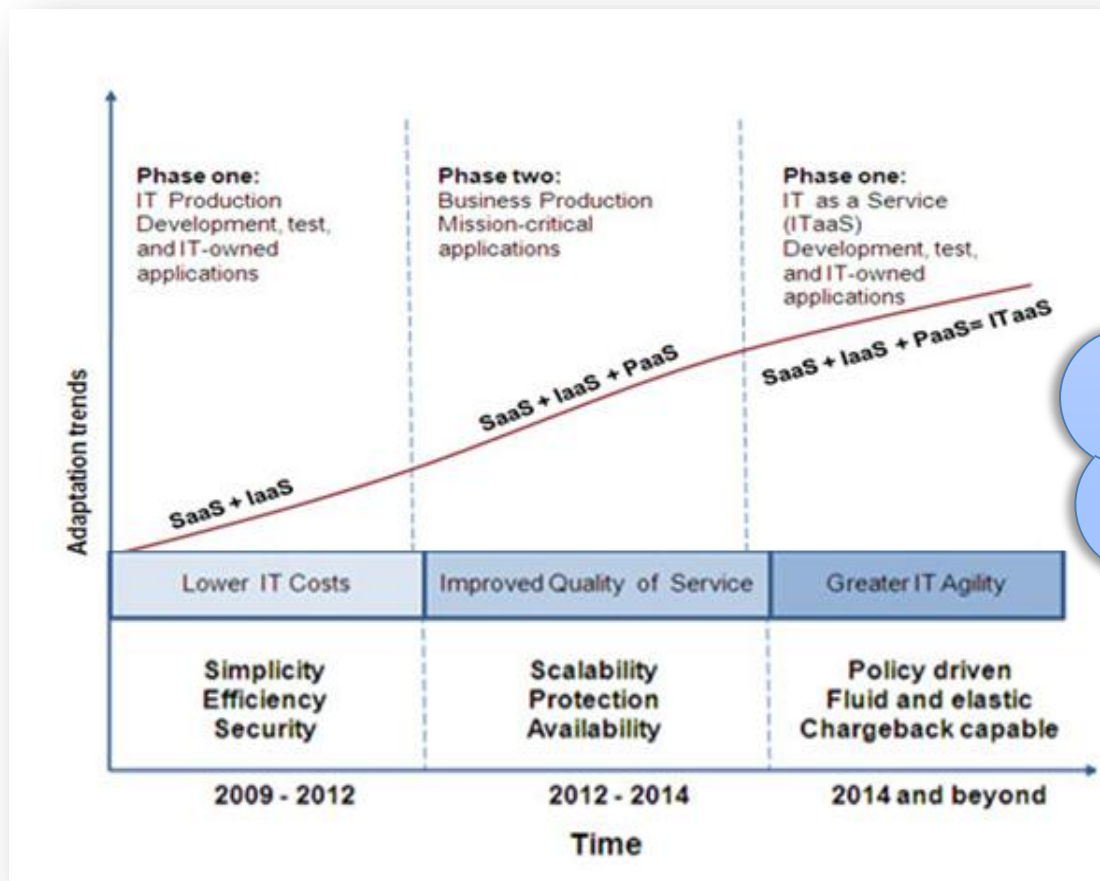 Phase one:
IT Production
Development, test,
and IT-owned
applications
Phase two:
Business Production
Mission-critical
applications
Phase one:
IT as a Service
(ITaaS)
Development, test,
and IT-owned
applications
Adaptation trends
SaaS + IaaS
SaaS + IaaS + PaaS
SaaS + IaaS + PaaS= ITaaS
Lower IT Costs
Improved Quality of Service
Greater IT Agility
Simplicity
Efficiency
Security
Scalability
Protection
Availability
Policy driven
Fluid and elastic
Chargeback capable
2009 - 2012
2012 - 2014
2014 and beyond
Time